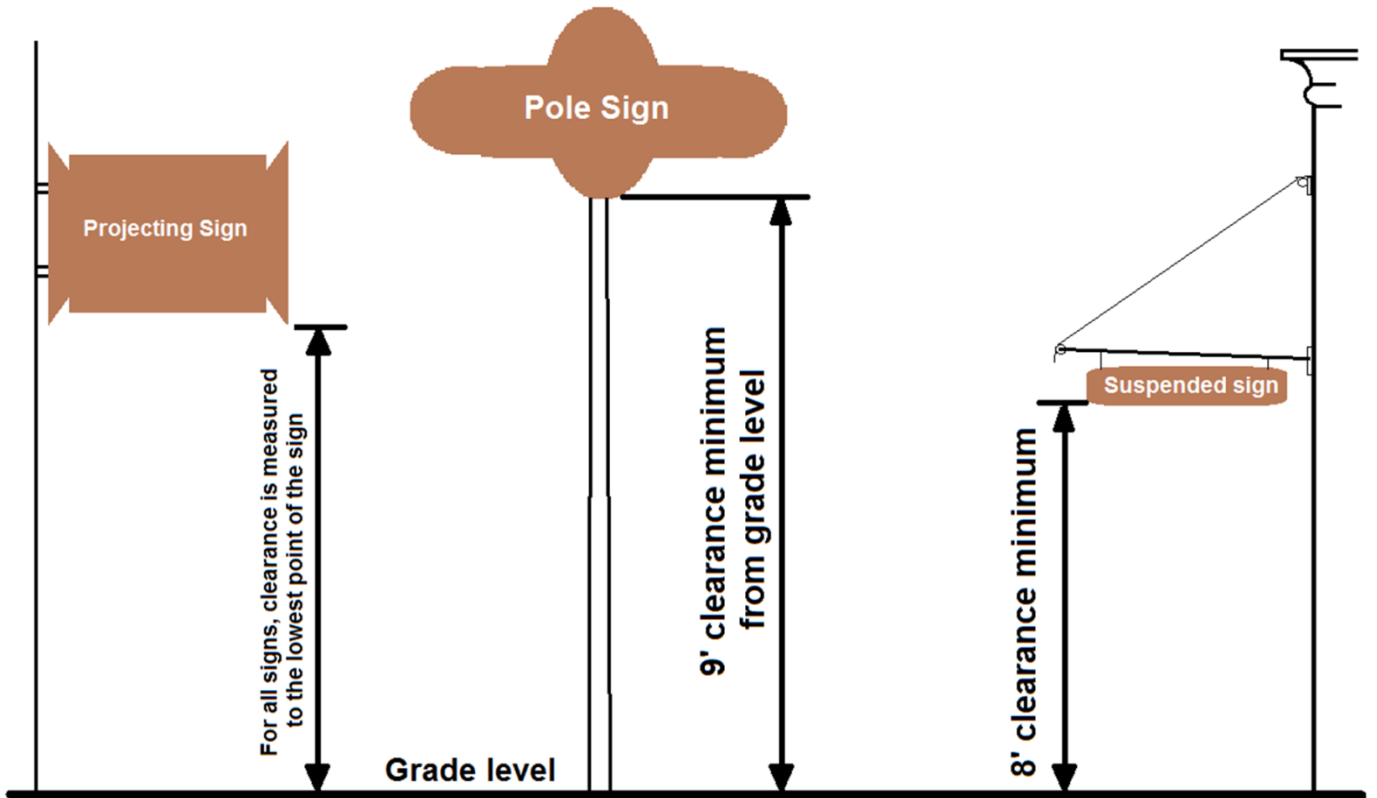 Pole Sign
Projecting Sign
Suspended sign
For all signs, clearance is measured
to the lowest point of the sign
9' clearance minimum
from grade level
8' clearance minimum
Grade level